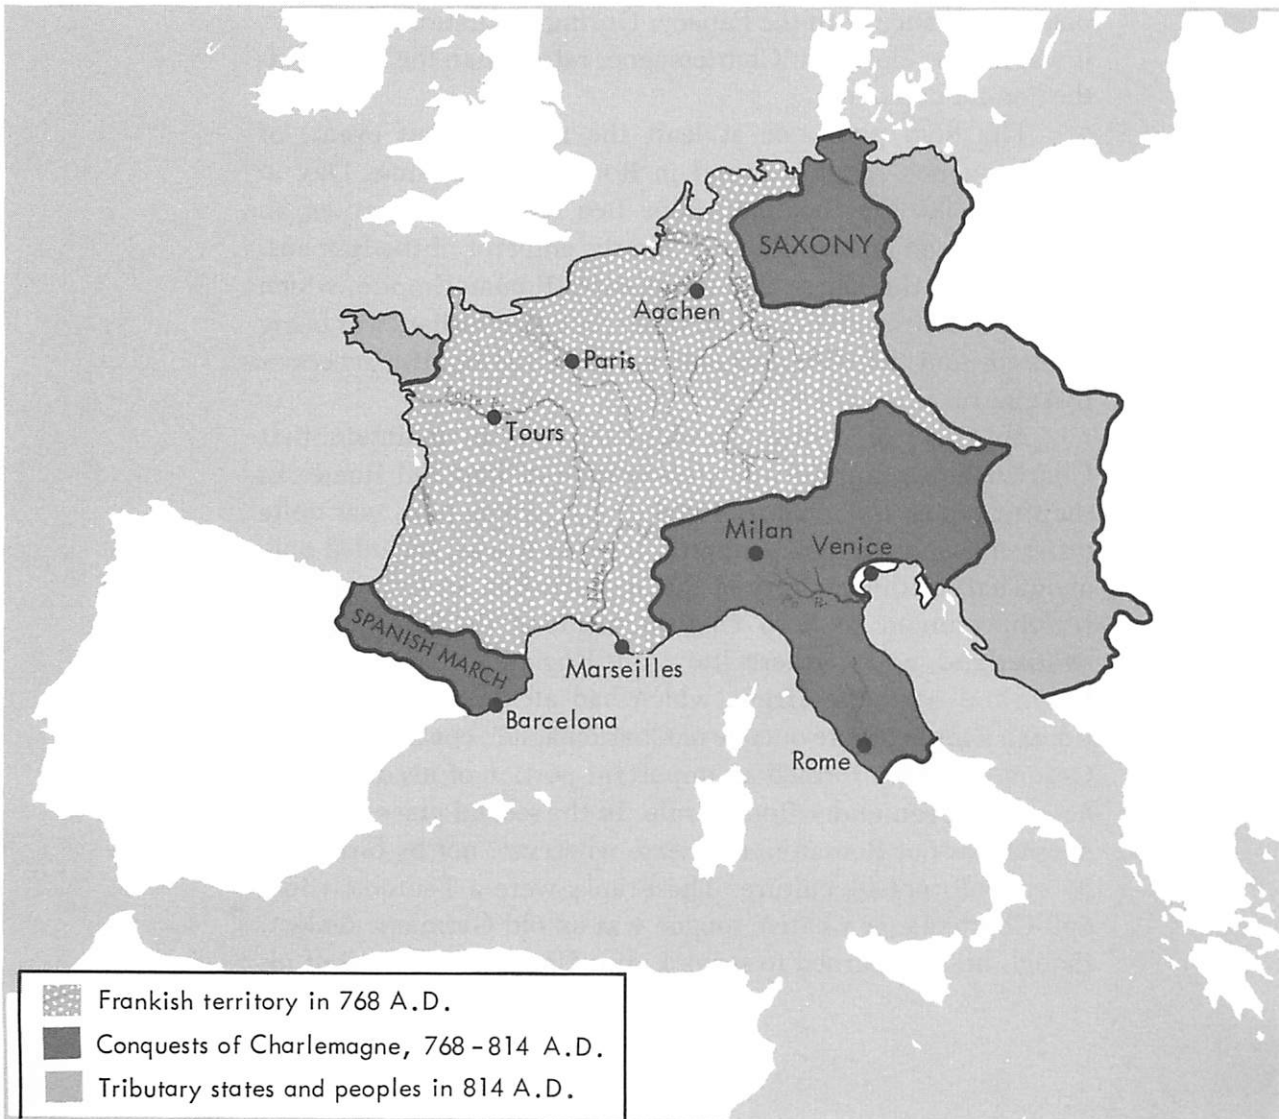 SAXONY
Aachen
Paris
Tours
Milan
Venice
SPANISH MARCH
Marseilles
Barcelona
Rome
Frankish territory in 768 A.D.
Conquests of Charlemagne, 768-814 A.D.
Tributary states and peoples in 814 A.D.